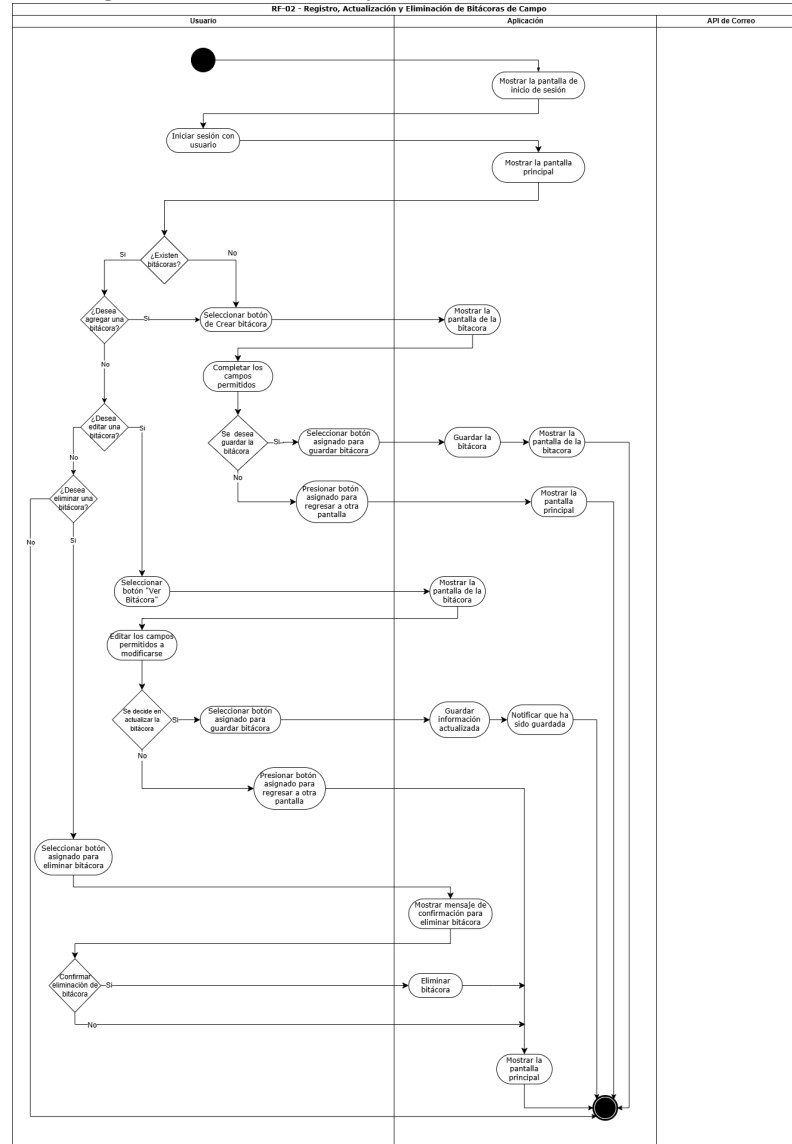 RF-02 - Registro, Actualización y Eliminación de Bitácoras de Campo
Usuario
Aplicación
API de Correo
Mostrar la pantalla de
inicio de sesión
Iniciar sesión con
usuario
Mostrar la pantalla
principal
¿Existen
bitácoras?
Si
No
¿Desea
agregar una
bitácora?
Si
Seleccionar botón
de Crear bitácora
Mostrar la
pantalla de la
bitacora
No
Completar los
campos
permitidos
¿Desea
editar una
bitácora?
Si
Se desea
guardar la
bitácora
Si
Seleccionar botón
asignado para
guardar bitácora
Guardar la
bitácora
Mostrar la
pantalla de la
bitacora
No
No
¿Desea
eliminar una
bitácora?
Presionar botón
asignado para
regresar a otra
pantalla
Mostrar la
pantalla
principal
No
Si
Seleccionar
botón "Ver
Bitácora"
Mostrar la
pantalla de la
bitácora
Editar los campos
permitidos a
modificarse
Se decide en
actualizar la
bitácora
Si
Seleccionar botón
asignado para
guardar bitácora
Guardar
información
actualizada
Notificar que ha
sido guardada
No
Presionar botón
asignado para
regresar a otra
pantalla
Seleccionar botón
asignado para
eliminar bitácora
Mostrar mensaje de
confirmación para
eliminar bitácora
Confirmar
eliminación de
bitácora
Si
Eliminar
bitácora
No
Mostrar la
pantalla
principal